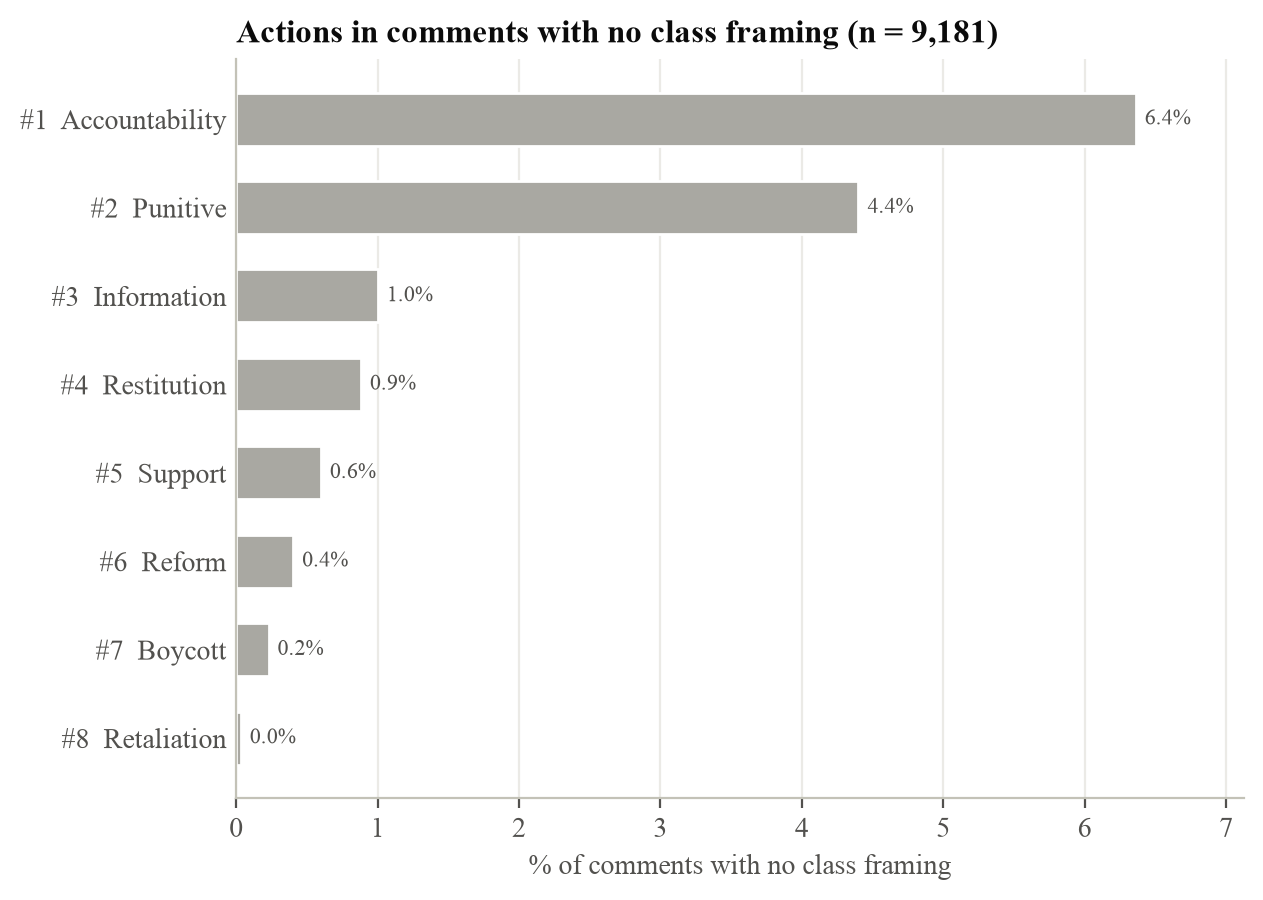 Actions in comments with no class framing (n = 9,181)
#1 Accountability
6.4%
#2 Punitive
4.4%
#3 Information
1.0%
#4 Restitution
0.9%
#5 Support
0.6%
#6 Reform
0.4%
#7 Boycott
0.2%
#8 Retaliation
0.0%
0 1 2 3 4 5 6 7
% of comments with no class framing